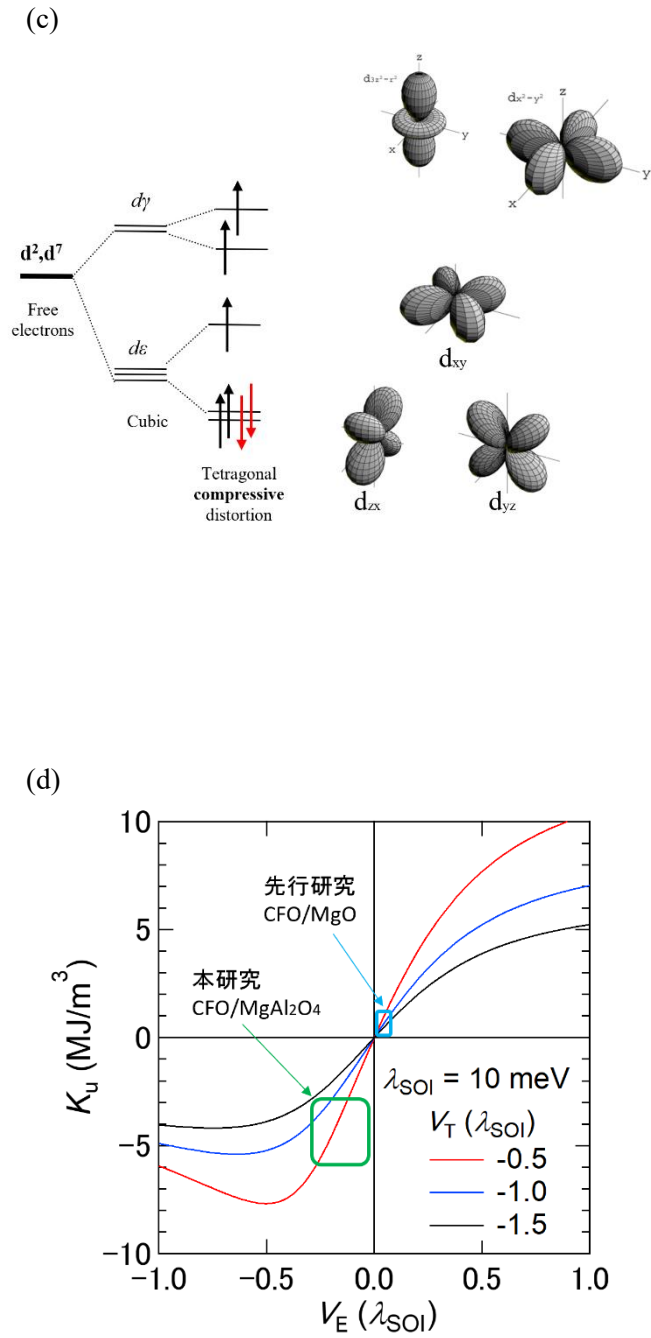 (c)
d3z²-r²
z
y
x
dx²-y²
z
y
x
dγ
d²,d⁷
Free
electrons
dε
Cubic
Tetragonal
compressive
distortion
dxy
dzx
dyz
(d)
10
5
0
-5
-10
Ku (MJ/m³)
先行研究
CFO/MgO
本研究
CFO/MgAl₂O₄
λSOI = 10 meV
VT (λSOI)
-0.5
-1.0
-1.5
-1.0
-0.5
0.0
0.5
1.0
VE (λSOI)